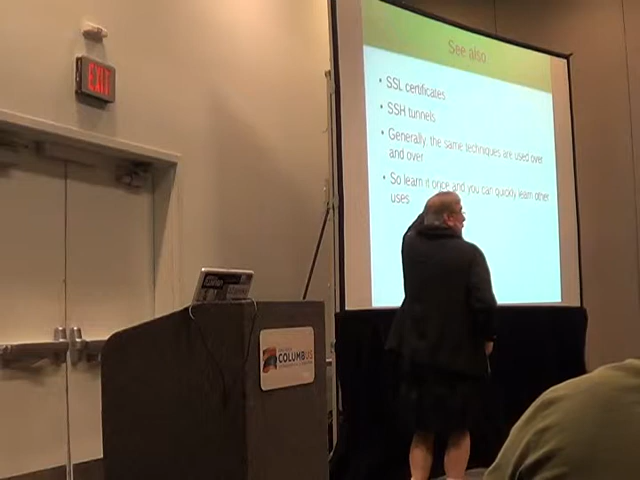 EXIT
See also
• SSL certificates
• SSH tunnels
• Generally, the same techniques are used over
and over
• So learn it once and you can quickly learn other
uses
COLUMBUS